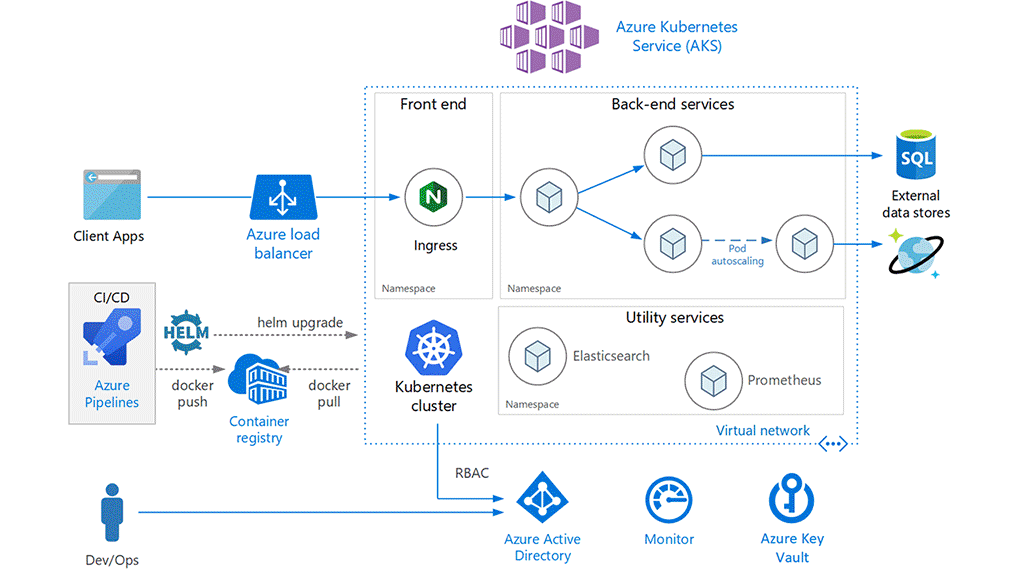 Azure Kubernetes
Service (AKS)
Front end
Back-end services
SQL
External
data stores
Client Apps
Azure load
balancer
N
Ingress
Pod
autoscaling
Namespace
Namespace
CI/CD
HELM
helm upgrade
Azure
Pipelines
docker
push
docker
pull
Container
registry
Kubernetes
cluster
Utility services
Elasticsearch
Prometheus
Namespace
Virtual network
RBAC
Dev/Ops
Azure Active
Directory
Monitor
Azure Key
Vault